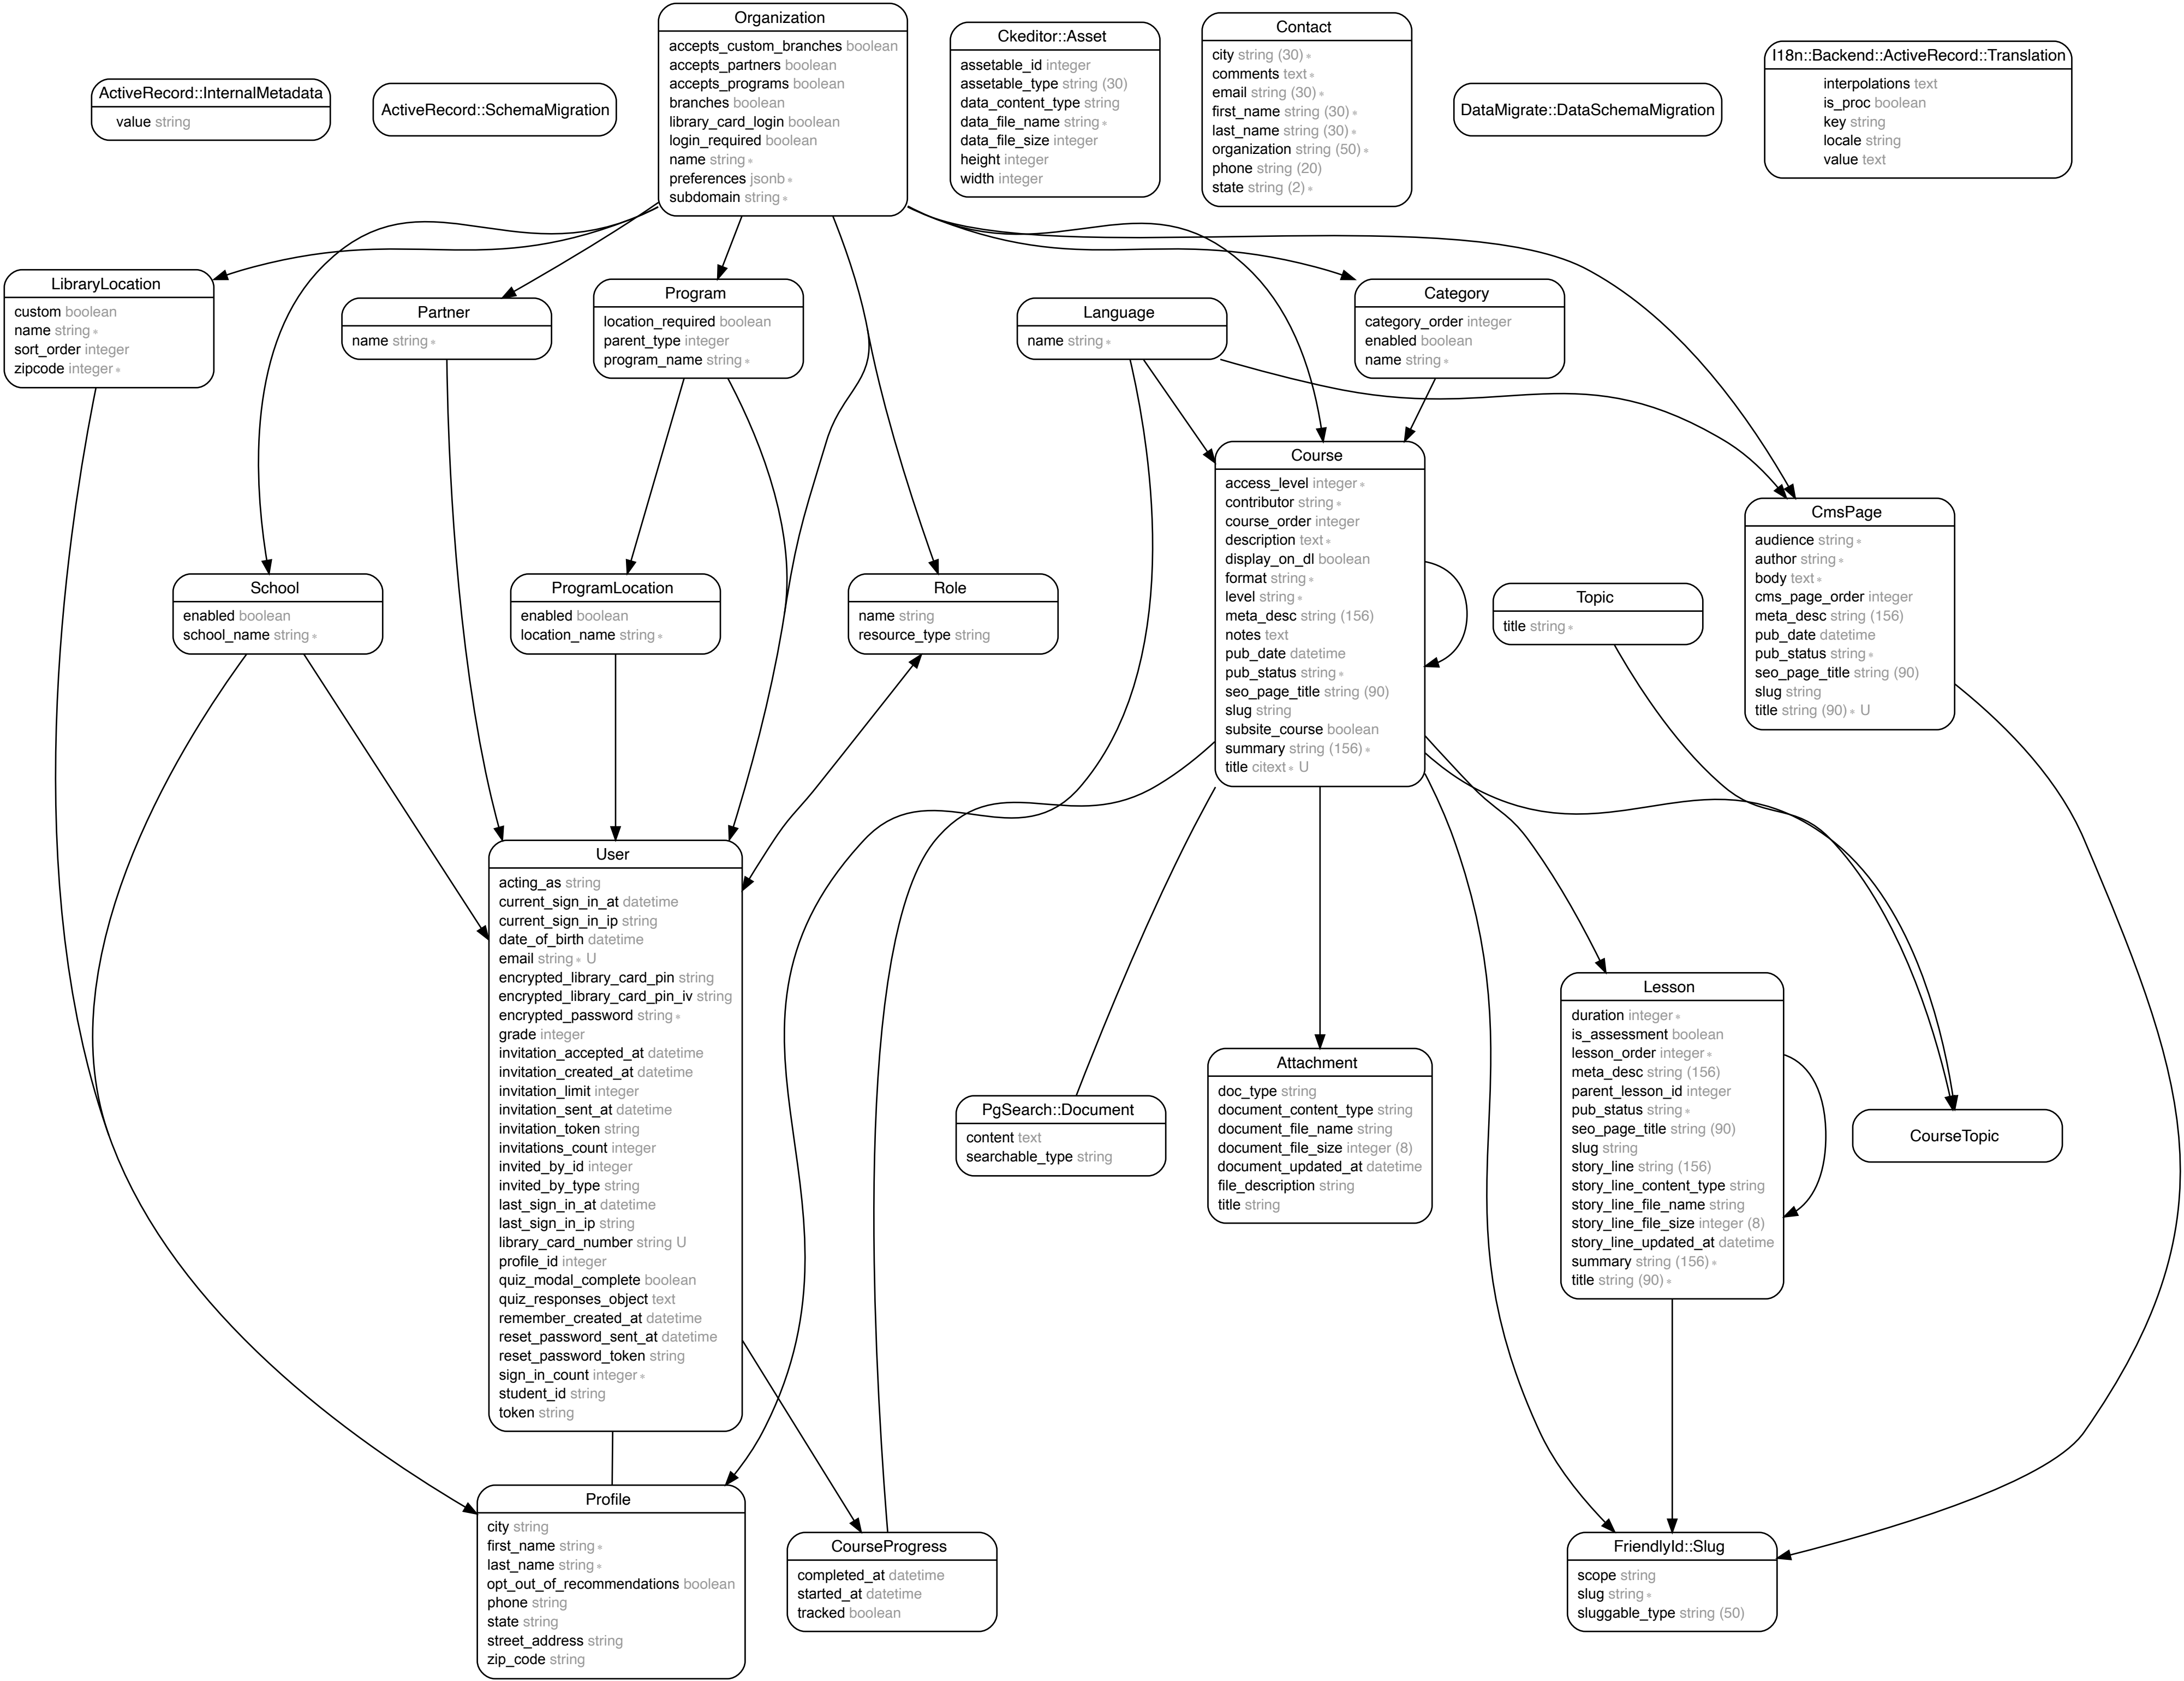 Organization
accepts_custom_branches boolean
accepts_partners boolean
accepts_programs boolean
branches boolean
library_card_login boolean
login_required boolean
name string ∗
preferences jsonb ∗
subdomain string ∗
Ckeditor::Asset
assetable_id integer
assetable_type string (30)
data_content_type string
data_file_name string ∗
data_file_size integer
height integer
width integer
Contact
city string (30) ∗
comments text ∗
email string (30) ∗
first_name string (30) ∗
last_name string (30) ∗
organization string (50) ∗
phone string (20)
state string (2) ∗
I18n::Backend::ActiveRecord::Translation
interpolations text
is_proc boolean
key string
locale string
value text
ActiveRecord::InternalMetadata
value string
ActiveRecord::SchemaMigration
DataMigrate::DataSchemaMigration
LibraryLocation
custom boolean
name string ∗
sort_order integer
zipcode integer ∗
Partner
name string ∗
Program
location_required boolean
parent_type integer
program_name string ∗
Language
name string ∗
Category
category_order integer
enabled boolean
name string ∗
Course
access_level integer ∗
contributor string ∗
course_order integer
description text ∗
display_on_dl boolean
format string ∗
level string ∗
meta_desc string (156)
notes text
pub_date datetime
pub_status string ∗
seo_page_title string (90)
slug string
subsite_course boolean
summary string (156) ∗
title citext ∗ U
CmsPage
audience string ∗
author string ∗
body text ∗
cms_page_order integer
meta_desc string (156)
pub_date datetime
pub_status string ∗
seo_page_title string (90)
slug string
title string (90) ∗ U
School
enabled boolean
school_name string ∗
ProgramLocation
enabled boolean
location_name string ∗
Role
name string
resource_type string
Topic
title string ∗
User
acting_as string
current_sign_in_at datetime
current_sign_in_ip string
date_of_birth datetime
email string ∗ U
encrypted_library_card_pin string
encrypted_library_card_pin_iv string
encrypted_password string ∗
grade integer
invitation_accepted_at datetime
invitation_created_at datetime
invitation_limit integer
invitation_sent_at datetime
invitation_token string
invitations_count integer
invited_by_id integer
invited_by_type string
last_sign_in_at datetime
last_sign_in_ip string
library_card_number string U
profile_id integer
quiz_modal_complete boolean
quiz_responses_object text
remember_created_at datetime
reset_password_sent_at datetime
reset_password_token string
sign_in_count integer ∗
student_id string
token string
PgSearch::Document
content text
searchable_type string
Attachment
doc_type string
document_content_type string
document_file_name string
document_file_size integer (8)
document_updated_at datetime
file_description string
title string
Lesson
duration integer ∗
is_assessment boolean
lesson_order integer ∗
meta_desc string (156)
parent_lesson_id integer
pub_status string ∗
seo_page_title string (90)
slug string
story_line string (156)
story_line_content_type string
story_line_file_name string
story_line_file_size integer (8)
story_line_updated_at datetime
summary string (156) ∗
title string (90) ∗
CourseTopic
Profile
city string
first_name string ∗
last_name string ∗
opt_out_of_recommendations boolean
phone string
state string
street_address string
zip_code string
CourseProgress
completed_at datetime
started_at datetime
tracked boolean
FriendlyId::Slug
scope string
slug string ∗
sluggable_type string (50)